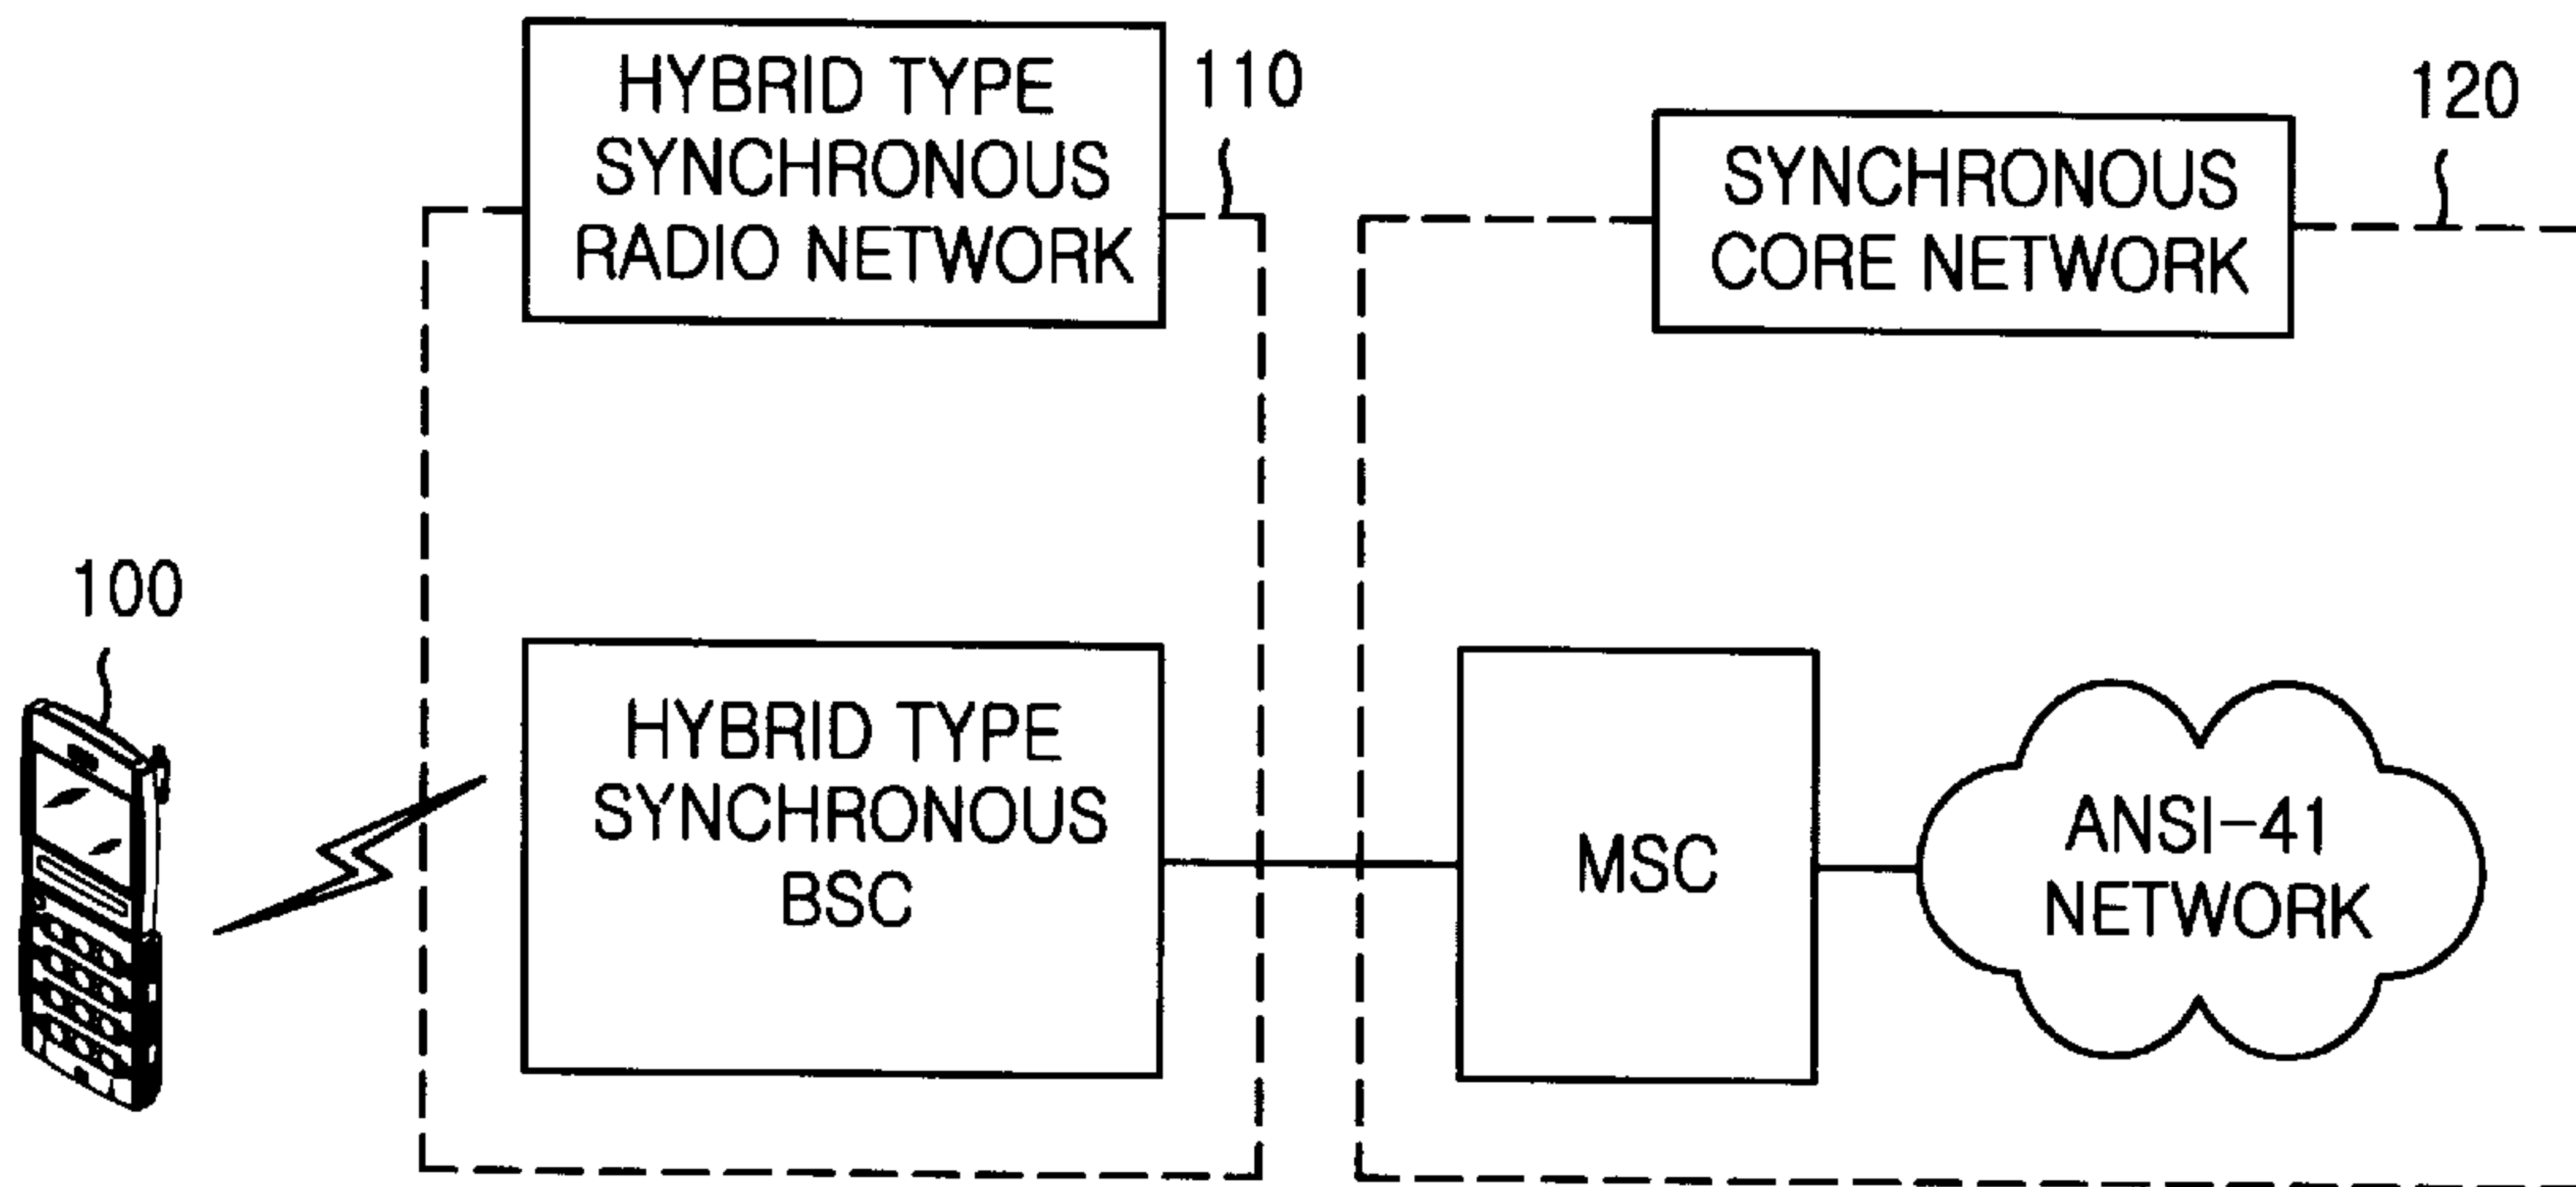 HYBRID TYPE
SYNCHRONOUS
RADIO NETWORK
110
SYNCHRONOUS
CORE NETWORK
120
100
HYBRID TYPE
SYNCHRONOUS
BSC
MSC
ANSI-41
NETWORK